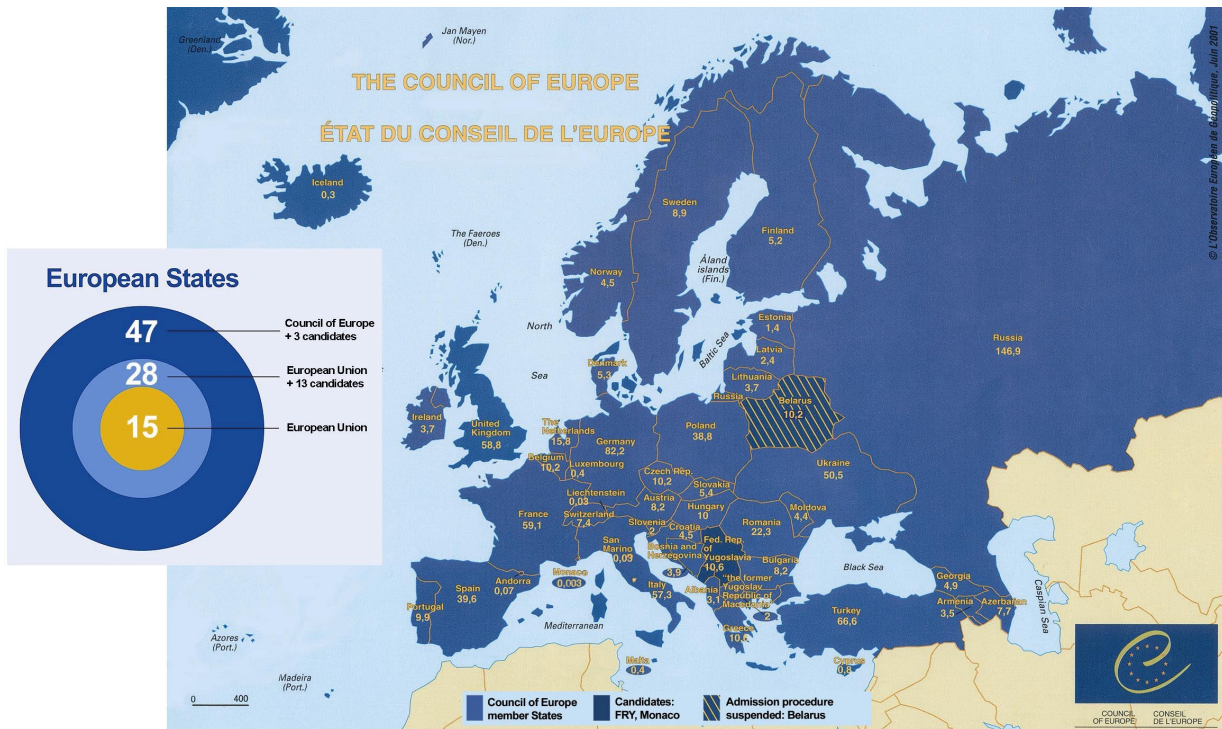 Greenland
(Den.)
Jan Mayen
(Nor.)
THE COUNCIL OF EUROPE
ÉTAT DU CONSEIL DE L'EUROPE
© L'Observatoire Européen de Géopolitique, Juin 2001
Iceland
0,3
The Faeroes
(Den.)
Sweden
8,9
Finland
5,2
Norway
4,5
Åland
islands
(Fin.)
European States
47
Council of Europe
+ 3 candidates
28
European Union
+ 13 candidates
15
European Union
North
Sea
Baltic Sea
Estonia
1,4
Latvia
2,4
Lithuania
3,7
Russia
Russia
146,9
Belarus
10,2
Denmark
5,3
Ireland
3,7
United
Kingdom
58,8
The
Netherlands
15,8
Belgium
10,2
Luxembourg
0,4
Germany
82,2
Poland
38,8
Ukraine
50,5
Czech Rep.
10,2
Slovakia
5,4
Liechtenstein
0,03
Switzerland
7,4
Austria
8,2
Hungary
10
Moldova
4,4
Romania
22,3
France
59,1
Slovenia
2
Croatia
4,5
San
Marino
0,03
Bosnia and
Herzegovina
3,9
Fed. Rep.
of
Yugoslavia
10,6
Bulgaria
8,2
Monaco
0,003
Andorra
0,07
Spain
39,6
Portugal
9,9
Italy
57,3
Albania
3,1
"the former
Yugoslav
Republic of
Macedonia"
2
Greece
Black Sea
Georgia
4,9
Armenia
3,5
Azerbaijan
7,7
Caspian Sea
Turkey
66,6
Mediterranean
Malta
0,4
Cyprus
0,8
Azores
(Port.)
Madeira
(Port.)
0 400
Council of Europe
member States
Candidates:
FRY, Monaco
Admission procedure
suspended: Belarus
COUNCIL OF EUROPE
CONSEIL DE L'EUROPE